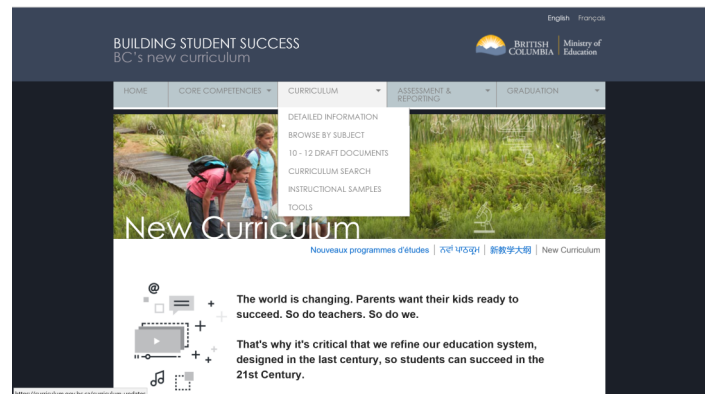 English Français
BUILDING STUDENT SUCCESS
BC's new curriculum
BRITISH COLUMBIA
Ministry of Education
HOME
CORE COMPETENCIES
CURRICULUM
ASSESSMENT & REPORTING
GRADUATION
DETAILED INFORMATION
BROWSE BY SUBJECT
10 - 12 DRAFT DOCUMENTS
CURRICULUM SEARCH
INSTRUCTIONAL SAMPLES
TOOLS
New Curriculum
Nouveaux programmes d'études | ਨਵਾਂ ਪਾਠਕ੍ਰਮ | 新教学大纲 | New Curriculum
@
The world is changing. Parents want their kids ready to
succeed. So do teachers. So do we.
That's why it's critical that we refine our education system,
designed in the last century, so students can succeed in the
21st Century.